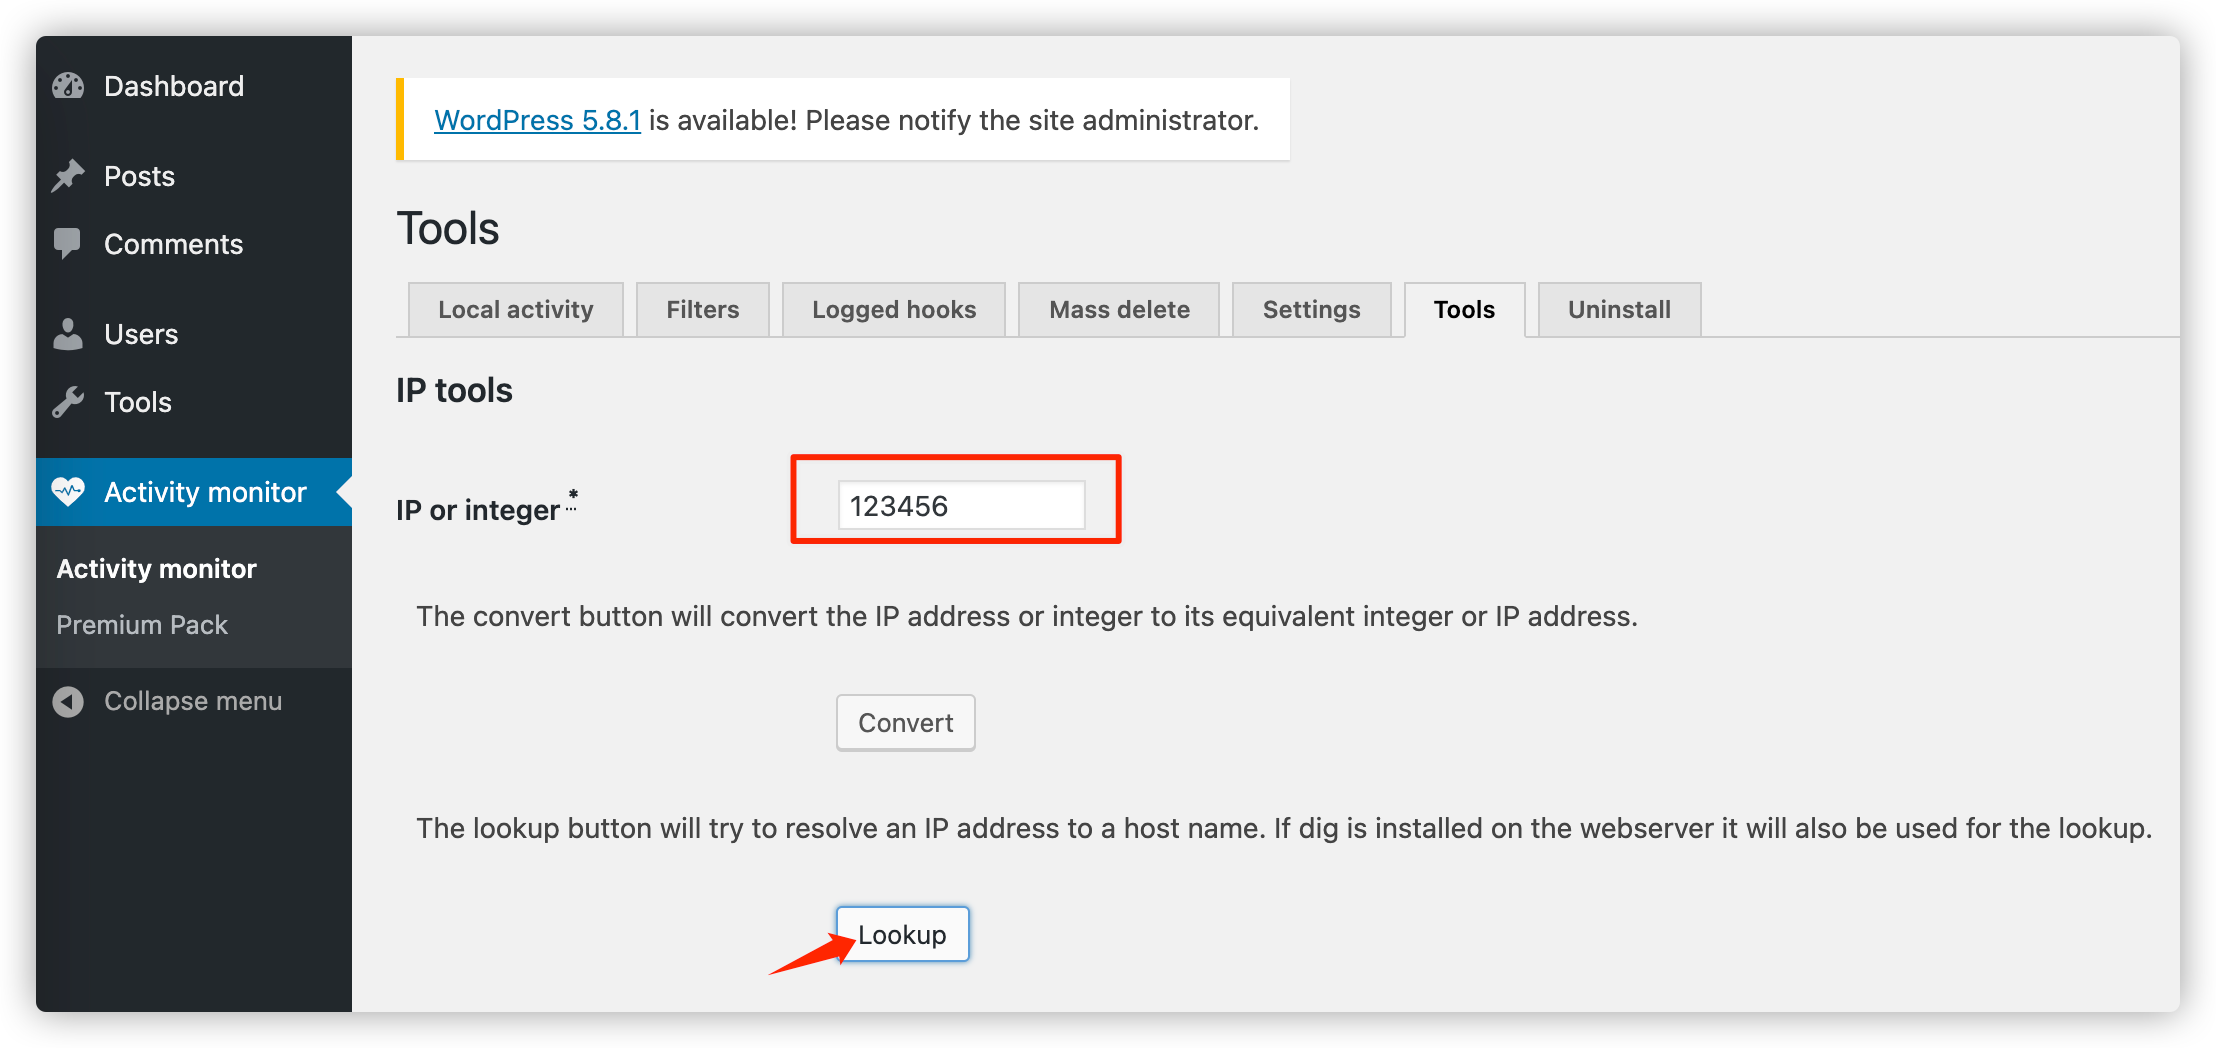 Dashboard
Posts
Comments
Users
Tools
Activity monitor
Activity monitor
Premium Pack
Collapse menu
WordPress 5.8.1 is available! Please notify the site administrator.
Tools
Local activity
Filters
Logged hooks
Mass delete
Settings
Tools
Uninstall
IP tools
IP or integer *
123456
The convert button will convert the IP address or integer to its equivalent integer or IP address.
Convert
The lookup button will try to resolve an IP address to a host name. If dig is installed on the webserver it will also be used for the lookup.
Lookup